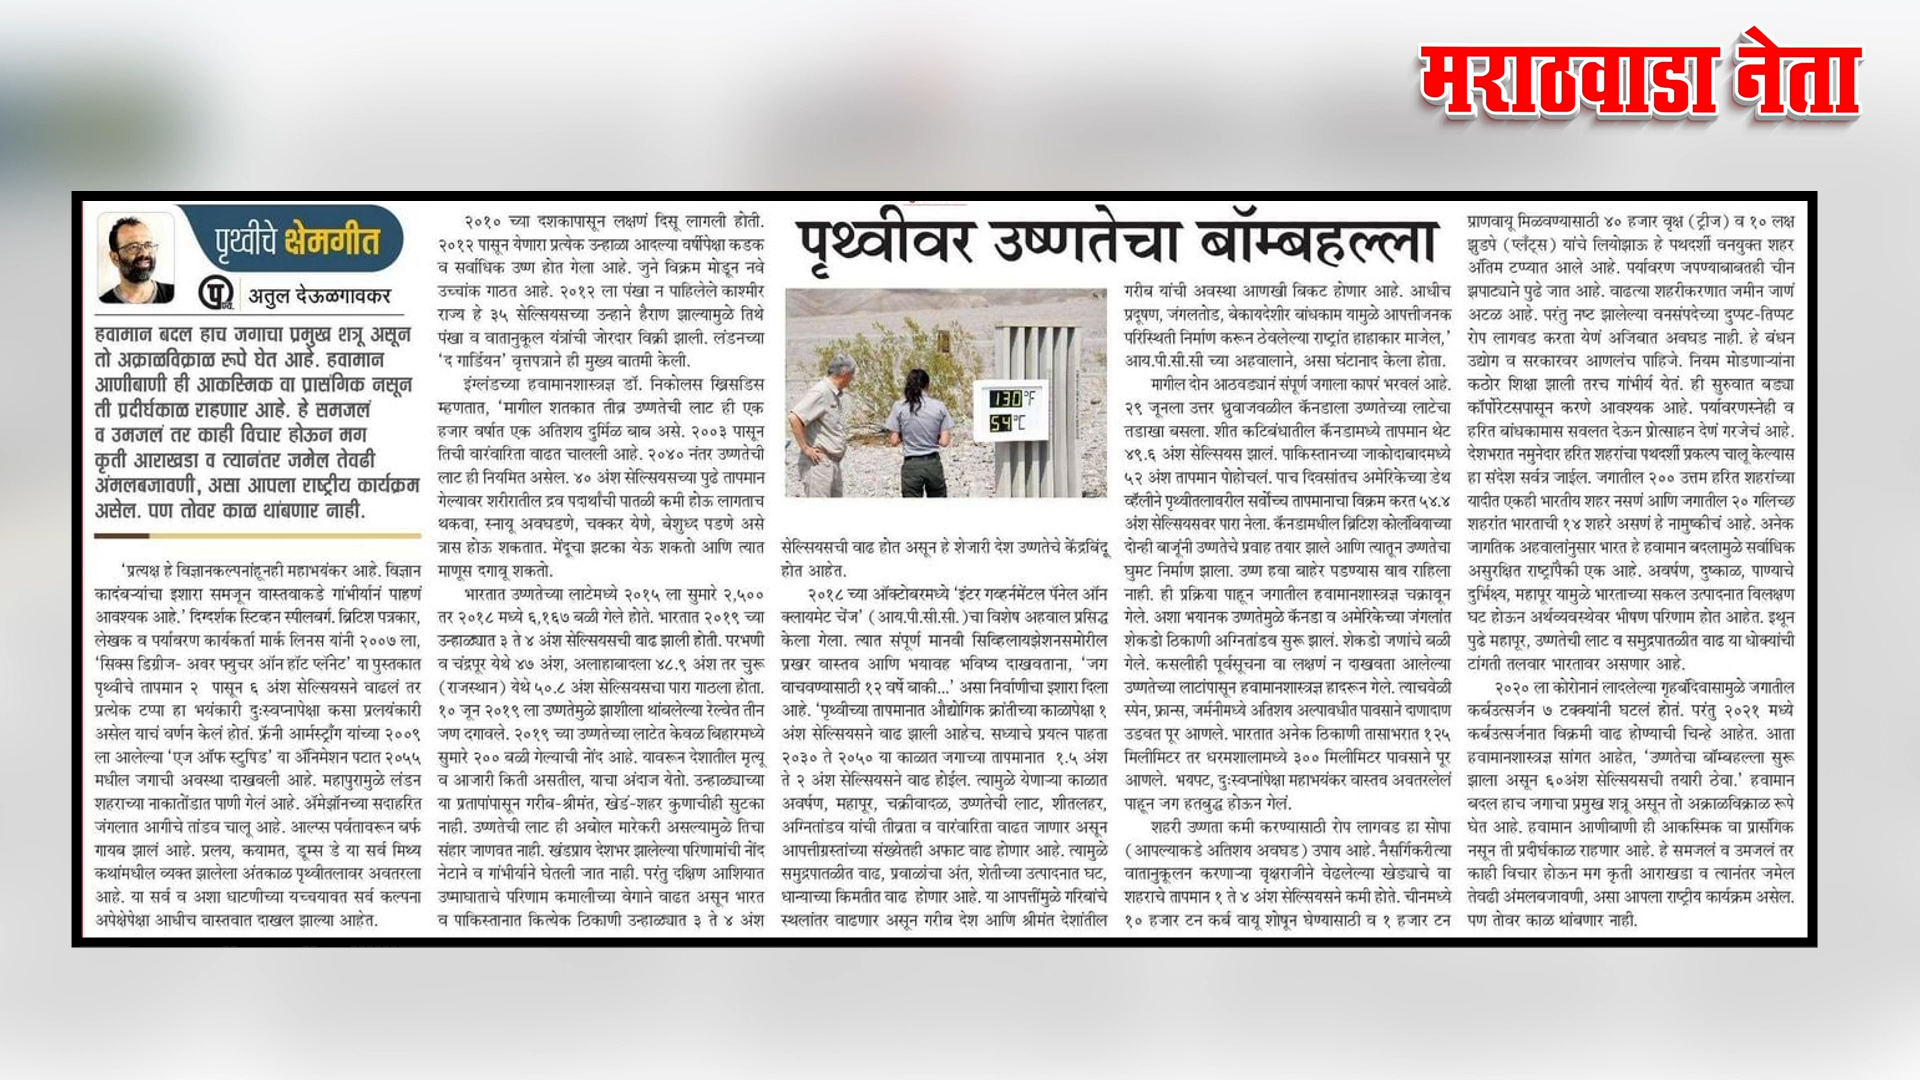 मराठवाडा नेता
पृथ्वीचे क्षेमगीत
अतुल देऊळगावकर
पृथ्वीवर उष्णतेचा बॉम्बहल्ला
हवामान बदल हाच जगाचा प्रमुख शत्रू असून
तो अक्राळविक्राळ रूपे घेत आहे. हवामान
आणीबाणी ही आकस्मिक वा प्रासंगिक नसून
ती प्रदीर्घकाळ राहणार आहे. हे समजलं
व उमजलं तर काही विचार होऊन मग
कृती आराखडा व त्यानंतर जमेल तेवढी
अंमलबजावणी, असा आपला राष्ट्रीय कार्यक्रम
असेल. पण तोवर काळ थांबणार नाही.
'प्रत्यक्ष हे विज्ञानकल्पनांहूनही महाभयंकर आहे. विज्ञान
कादंबऱ्यांचा इशारा समजून वास्तवाकडे गांभीर्यानं पाहणं
आवश्यक आहे.' दिग्दर्शक स्टिव्हन स्पीलबर्ग. ब्रिटिश पत्रकार,
लेखक व पर्यावरण कार्यकर्ता मार्क लिनस यांनी २००७ ला,
'सिक्स डिग्रीज- अवर फ्युचर ऑन हॉट प्लॅनेट' या पुस्तकात
पृथ्वीचे तापमान २ पासून ६ अंश सेल्सियसने वाढलं तर
प्रत्येक टप्पा हा भयंकारी दुःस्वप्नापेक्षा कसा प्रलयंकारी
असेल याचं वर्णन केलं होतं. फ्रॅनी आर्मस्ट्राँग यांच्या २००९
ला आलेल्या 'एज ऑफ स्टुपिड' या ॲनिमेशन पटात २०५५
मधील जगाची अवस्था दाखवली आहे. महापुरामुळे लंडन
शहराच्या नाकातोंडात पाणी गेलं आहे. ॲमेझॉनच्या सदाहरित
जंगलात आगीचे तांडव चालू आहे. आल्प्स पर्वतावरून बर्फ
गायब झालं आहे. प्रलय, कयामत, डूम्स डे या सर्व मिथ्य
कथांमधील व्यक्त झालेला अंतकाळ पृथ्वीतलावर अवतरला
आहे. या सर्व व अशा धाटणीच्या यच्चयावत सर्व कल्पना
अपेक्षेपेक्षा आधीच वास्तवात दाखल झाल्या आहेत.
२०१० च्या दशकापासून लक्षणं दिसू लागली होती.
२०१२ पासून येणारा प्रत्येक उन्हाळा आदल्या वर्षीपेक्षा कडक
व सर्वाधिक उष्ण होत गेला आहे. जुने विक्रम मोडून नवे
उच्चांक गाठत आहे. २०१२ ला पंखा न पाहिलेले काश्मीर
राज्य हे ३५ सेल्सियसच्या उन्हाने हैराण झाल्यामुळे तिथे
पंखा व वातानुकूल यंत्रांची जोरदार विक्री झाली. लंडनच्या
'द गार्डियन' वृत्तपत्राने ही मुख्य बातमी केली.
इंग्लंडच्या हवामानशास्त्रज्ञ डॉ. निकोलस ख्रिसडिस
म्हणतात, 'मागील शतकात तीव्र उष्णतेची लाट ही एक
हजार वर्षात एक अतिशय दुर्मिळ बाब असे. २००३ पासून
तिची वारंवारिता वाढत चालली आहे. २०४० नंतर उष्णतेची
लाट ही नियमित असेल. ४० अंश सेल्सियसच्या पुढे तापमान
गेल्यावर शरीरातील द्रव पदार्थांची पातळी कमी होऊ लागताच
थकवा, स्नायू अवघडणे, चक्कर येणे, बेशुध्द पडणे असे
त्रास होऊ शकतात. मेंदूचा झटका येऊ शकतो आणि त्यात
माणूस दगावू शकतो.
भारतात उष्णतेच्या लाटेमध्ये २०१५ ला सुमारे २,५००
तर २०१८ मध्ये ६,१६७ बळी गेले होते. भारतात २०१९ च्या
उन्हाळ्यात ३ ते ४ अंश सेल्सियसची वाढ झाली होती. परभणी
व चंद्रपूर येथे ४७ अंश, अलाहाबादला ४८.९ अंश तर चुरू
(राजस्थान) येथे ५०.८ अंश सेल्सियसचा पारा गाठला होता.
१० जून २०१९ ला उष्णतेमुळे झाशीला थांबलेल्या रेल्वेत तीन
जण दगावले. २०१९ च्या उष्णतेच्या लाटेत केवळ बिहारमध्ये
सुमारे २०० बळी गेल्याची नोंद आहे. यावरून देशातील मृत्यू
व आजारी किती असतील, याचा अंदाज येतो. उन्हाळ्याच्या
या प्रतापांपासून गरीब-श्रीमंत, खेडं-शहर कुणाचीही सुटका
नाही. उष्णतेची लाट ही अबोल मारेकरी असल्यामुळे तिचा
संहार जाणवत नाही. खंडप्राय देशभर झालेल्या परिणामांची नोंद
नेटाने व गांभीर्याने घेतली जात नाही. परंतु दक्षिण आशियात
उष्माघाताचे परिणाम कमालीच्या वेगाने वाढत असून भारत
व पाकिस्तानात कित्येक ठिकाणी उन्हाळ्यात ३ ते ४ अंश
130°F
54°C
सेल्सियसची वाढ होत असून हे शेजारी देश उष्णतेचे केंद्रबिंदू
होत आहेत.
२०१८ च्या ऑक्टोबरमध्ये 'इंटर गव्हर्नमेंटल पॅनेल ऑन
क्लायमेट चेंज' (आय.पी.सी.सी.)चा विशेष अहवाल प्रसिद्ध
केला गेला. त्यात संपूर्ण मानवी सिव्हिलायझेशनसमोरील
प्रखर वास्तव आणि भयावह भविष्य दाखवताना, 'जग
वाचवण्यासाठी १२ वर्षे बाकी...' असा निर्वाणीचा इशारा दिला
आहे. 'पृथ्वीच्या तापमानात औद्योगिक क्रांतीच्या काळापेक्षा १
अंश सेल्सियसने वाढ झाली आहेच. सध्याचे प्रयत्न पाहता
२०३० ते २०५० या काळात जगाच्या तापमानात १.५ अंश
ते २ अंश सेल्सियसने वाढ होईल. त्यामुळे येणाऱ्या काळात
अवर्षण, महापूर, चक्रीवादळ, उष्णतेची लाट, शीतलहर,
अग्नितांडव यांची तीव्रता व वारंवारिता वाढत जाणार असून
आपत्तीग्रस्तांच्या संख्येतही अफाट वाढ होणार आहे. त्यामुळे
समुद्रपातळीत वाढ, प्रवाळांचा अंत, शेतीच्या उत्पादनात घट,
धान्याच्या किमतीत वाढ होणार आहे. या आपत्तींमुळे गरिबांचे
स्थलांतर वाढणार असून गरीब देश आणि श्रीमंत देशांतील
गरीब यांची अवस्था आणखी बिकट होणार आहे. आधीच
प्रदूषण, जंगलतोड, बेकायदेशीर बांधकाम यामुळे आपत्तीजनक
परिस्थिती निर्माण करून ठेवलेल्या राष्ट्रांत हाहाकार माजेल,'
आय.पी.सी.सी च्या अहवालाने, असा घंटानाद केला होता.
मागील दोन आठवड्यानं संपूर्ण जगाला कापरं भरवलं आहे.
२९ जूनला उत्तर ध्रुवाजवळील कॅनडाला उष्णतेच्या लाटेचा
तडाखा बसला. शीत कटिबंधातील कॅनडामध्ये तापमान थेट
४९.६ अंश सेल्सियस झालं. पाकिस्तानच्या जाकोदाबादमध्ये
५२ अंश तापमान पोहोचलं. पाच दिवसांतच अमेरिकेच्या डेथ
व्हॅलीने पृथ्वीतलावरील सर्वोच्च तापमानाचा विक्रम करत ५४.४
अंश सेल्सियसवर पारा नेला. कॅनडामधील ब्रिटिश कोलंबियाच्या
दोन्ही बाजूंनी उष्णतेचे प्रवाह तयार झाले आणि त्यातून उष्णतेचा
घुमट निर्माण झाला. उष्ण हवा बाहेर पडण्यास वाव राहिला
नाही. ही प्रक्रिया पाहून जगातील हवामानशास्त्रज्ञ चक्रावून
गेले. अशा भयानक उष्णतेमुळे कॅनडा व अमेरिकेच्या जंगलांत
शेकडो ठिकाणी अग्नितांडव सुरू झालं. शेकडो जणांचे बळी
गेले. कसलीही पूर्वसूचना वा लक्षणं न दाखवता आलेल्या
उष्णतेच्या लाटांपासून हवामानशास्त्रज्ञ हादरून गेले. त्याचवेळी
स्पेन, फ्रान्स, जर्मनीमध्ये अतिशय अल्पावधीत पावसाने दाणादाण
उडवत पूर आणले. भारतात अनेक ठिकाणी तासाभरात १२५
मिलीमिटर तर धरमशालामध्ये ३०० मिलीमिटर पावसाने पूर
आणले. भयपट, दुःस्वप्नांपेक्षा महाभयंकर वास्तव अवतरलेलं
पाहून जग हतबुद्ध होऊन गेलं.
शहरी उष्णता कमी करण्यासाठी रोप लागवड हा सोपा
(आपल्याकडे अतिशय अवघड) उपाय आहे. नैसर्गिकरीत्या
वातानुकूलन करणाऱ्या वृक्षराजीने वेढलेल्या खेड्याचे वा
शहराचे तापमान १ ते ४ अंश सेल्सियसने कमी होते. चीनमध्ये
१० हजार टन कर्ब वायू शोषून घेण्यासाठी व १ हजार टन
प्राणवायू मिळवण्यासाठी ४० हजार वृक्ष (ट्रीज) व १० लक्ष
झुडपे (प्लँट्स) यांचे लियोझाऊ हे पथदर्शी वनयुक्त शहर
अंतिम टप्प्यात आले आहे. पर्यावरण जपण्याबाबतही चीन
झपाट्याने पुढे जात आहे. वाढत्या शहरीकरणात जमीन जाणं
अटळ आहे. परंतु नष्ट झालेल्या वनसंपदेच्या दुप्पट-तिप्पट
रोप लागवड करता येणं अजिबात अवघड नाही. हे बंधन
उद्योग व सरकारवर आणलंच पाहिजे. नियम मोडणाऱ्यांना
कठोर शिक्षा झाली तरच गांभीर्य येतं. ही सुरुवात बड्या
कॉर्पोरेटसपासून करणे आवश्यक आहे. पर्यावरणस्नेही व
हरित बांधकामास सवलत देऊन प्रोत्साहन देणं गरजेचं आहे.
देशभरात नमुनेदार हरित शहरांचा पथदर्शी प्रकल्प चालू केल्यास
हा संदेश सर्वत्र जाईल. जगातील २०० उत्तम हरित शहरांच्या
यादीत एकही भारतीय शहर नसणं आणि जगातील २० गलिच्छ
शहरांत भारताची १४ शहरे असणं हे नामुष्कीचं आहे. अनेक
जागतिक अहवालांनुसार भारत हे हवामान बदलामुळे सर्वाधिक
असुरक्षित राष्ट्रांपैकी एक आहे. अवर्षण, दुष्काळ, पाण्याचे
दुर्भिक्ष्य, महापूर यामुळे भारताच्या सकल उत्पादनात विलक्षण
घट होऊन अर्थव्यवस्थेवर भीषण परिणाम होत आहेत. इथून
पुढे महापूर, उष्णतेची लाट व समुद्रपातळीत वाढ या धोक्यांची
टांगती तलवार भारतावर असणार आहे.
२०२० ला कोरोनानं लादलेल्या गृहबंदिवासामुळे जगातील
कर्बउत्सर्जन ७ टक्क्यांनी घटलं होतं. परंतु २०२१ मध्ये
कर्बउत्सर्जनात विक्रमी वाढ होण्याची चिन्हे आहेत. आता
हवामानशास्त्रज्ञ सांगत आहेत, 'उष्णतेचा बॉम्बहल्ला सुरू
झाला असून ६०अंश सेल्सियसची तयारी ठेवा.' हवामान
बदल हाच जगाचा प्रमुख शत्रू असून तो अक्राळविक्राळ रूपे
घेत आहे. हवामान आणीबाणी ही आकस्मिक वा प्रासंगिक
नसून ती प्रदीर्घकाळ राहणार आहे. हे समजलं व उमजलं तर
काही विचार होऊन मग कृती आराखडा व त्यानंतर जमेल
तेवढी अंमलबजावणी, असा आपला राष्ट्रीय कार्यक्रम असेल.
पण तोवर काळ थांबणार नाही.